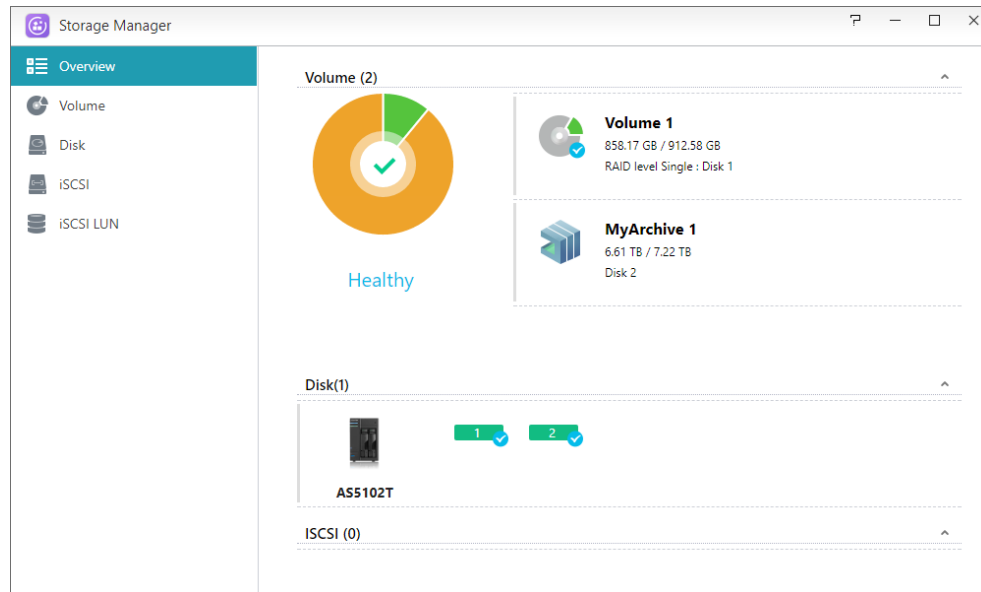 Storage Manager
Overview
Volume
Disk
iSCSI
iSCSI LUN
Volume (2)
Healthy
Volume 1
858.17 GB / 912.58 GB
RAID level Single : Disk 1
MyArchive 1
6.61 TB / 7.22 TB
Disk 2
Disk(1)
1 2
AS5102T
ISCSI (0)